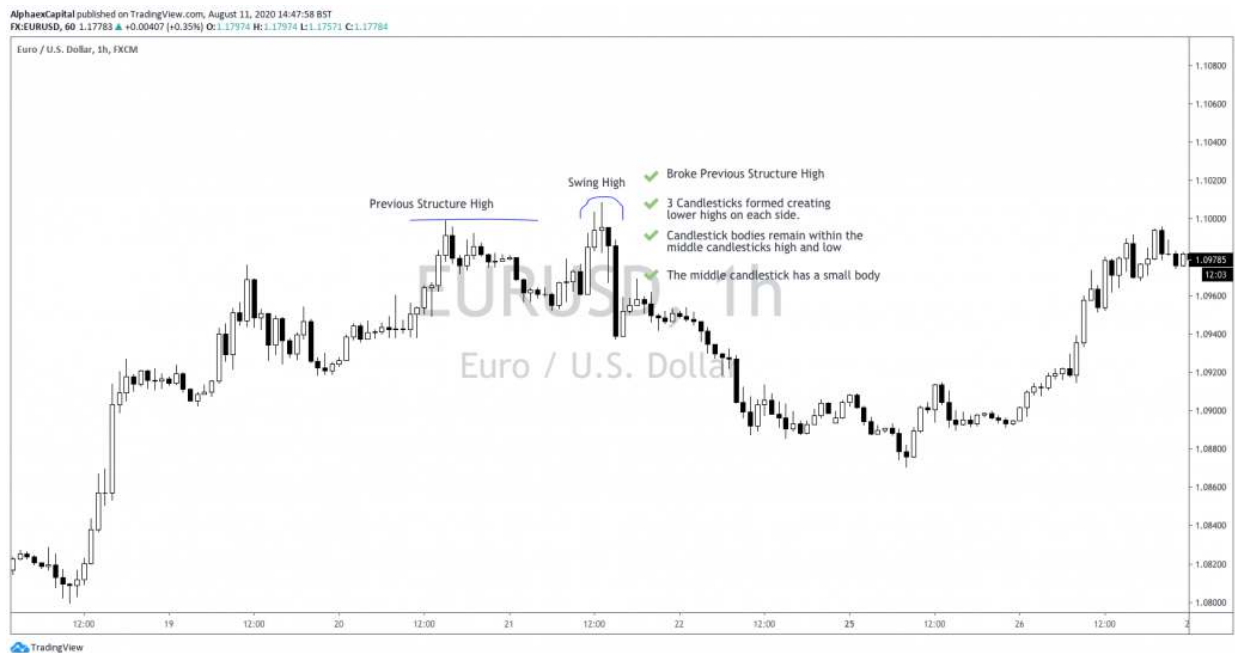 AlphaexCapital published on TradingView.com, August 11, 2020 14:47:58 BST
FX:EURUSD, 60 1.17783 ▲ +0.00407 (+0.35%) O:1.17974 H:1.17974 L:1.17571 C:1.17784
Euro / U.S. Dollar, 1h, FXCM
Previous Structure High
Swing High
Broke Previous Structure High
3 Candlesticks formed creating
lower highs on each side.
Candlestick bodies remain within the
middle candlesticks high and low
The middle candlestick has a small body
EURUSD, 1h
Euro / U.S. Dollar
1.10800
1.10600
1.10400
1.10200
1.10000
1.09785
12:03
1.09600
1.09400
1.09200
1.09000
1.08800
1.08600
1.08400
1.08200
1.08000
12:00 19 12:00 20 12:00 21 12:00 22 12:00 25 12:00 26 12:00 2
TradingView